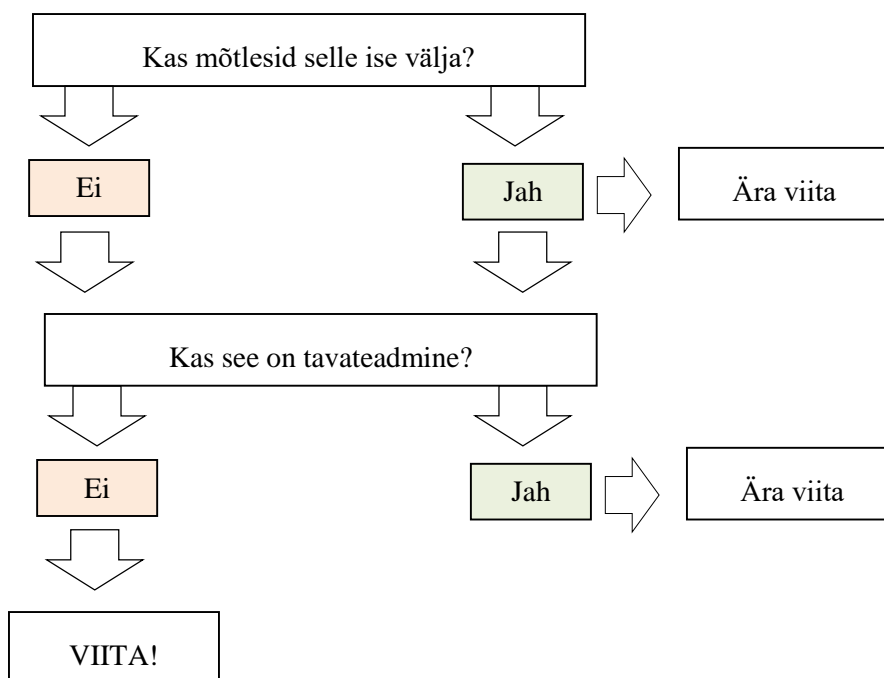 Kas mõtlesid selle ise välja?
Ei
Jah
Ära viita
Kas see on tavateadmine?
Ei
Jah
Ära viita
VIITA!